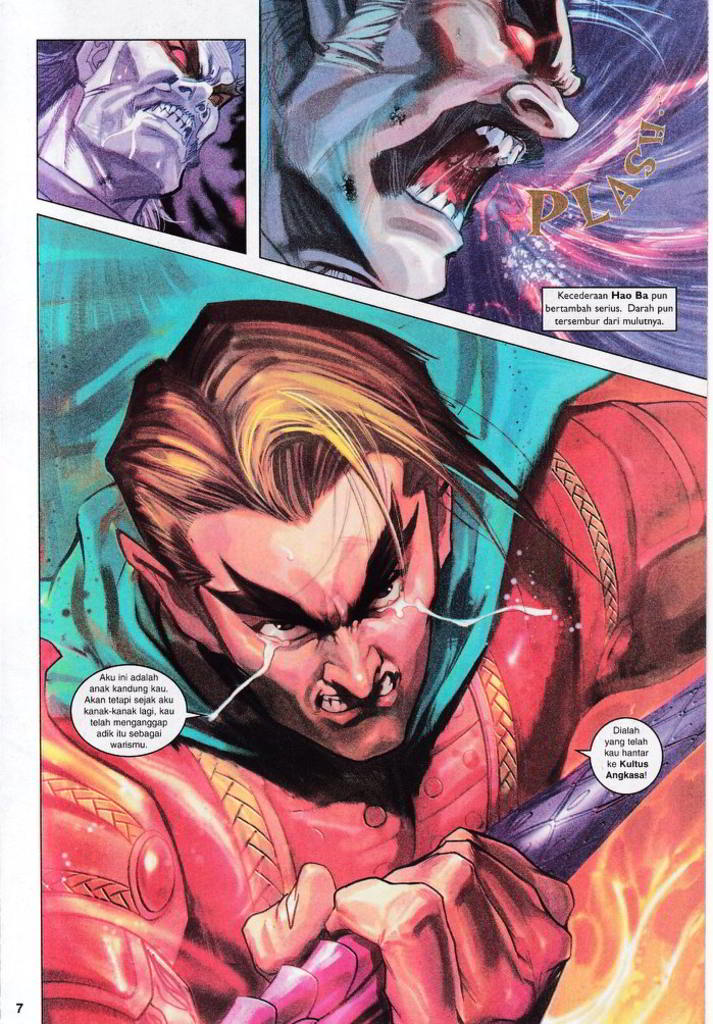 PLASH...
Kecederaan Hao Ba pun
bertambah serius. Darah pun
tersembur dari mulutnya.
Aku ini adalah
anak kandung kau.
Akan tetapi sejak aku
kanak-kanak lagi, kau
telah menganggap
adik itu sebagai
warismu.
Dialah
yang telah
kau hantar
ke Kultus
Angkasa!
7